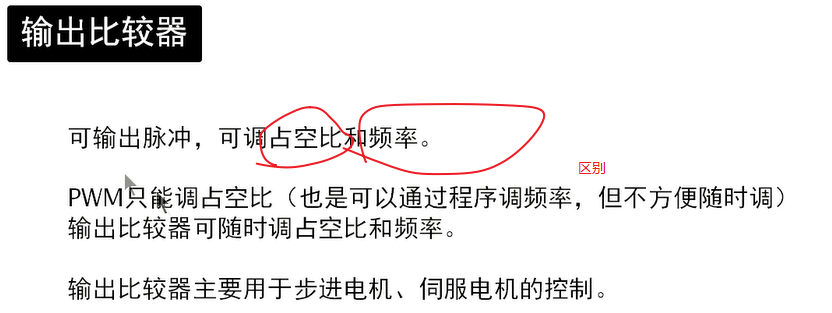 输出比较器
可输出脉冲，可调占空比和频率。
区别
PWM只能调占空比（也是可以通过程序调频率，但不方便随时调）
输出比较器可随时调占空比和频率。
输出比较器主要用于步进电机、伺服电机的控制。